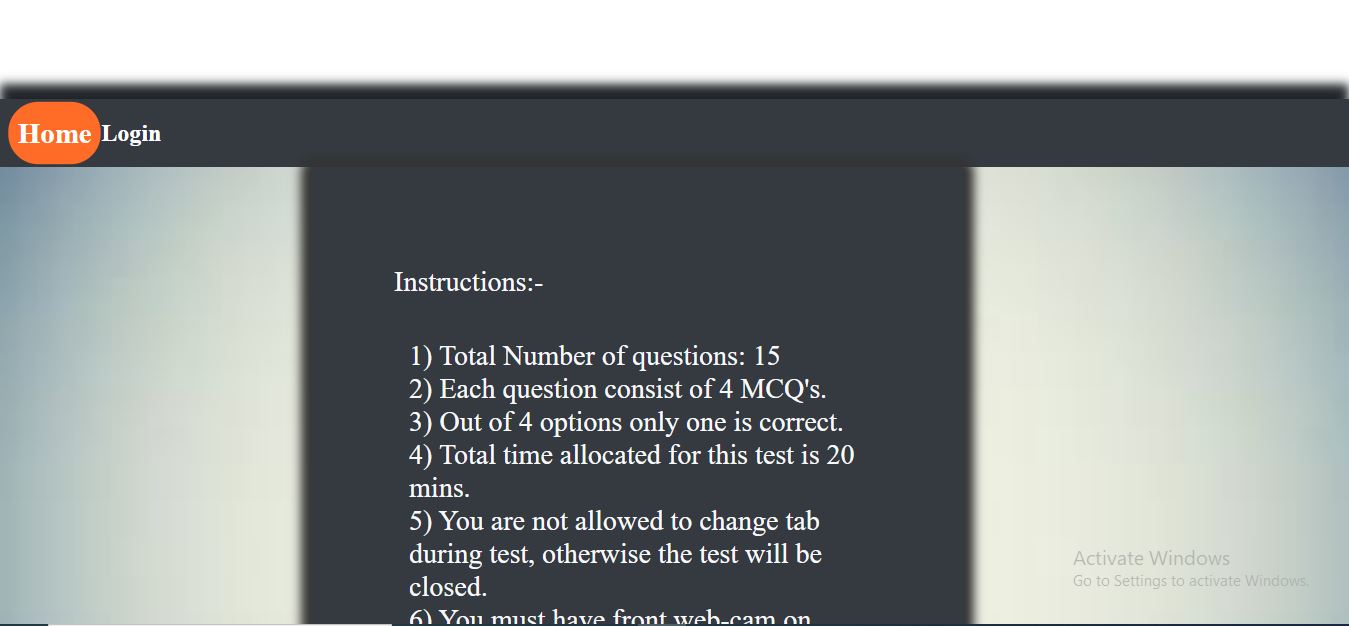 Home Login
Instructions:-
1) Total Number of questions: 15
2) Each question consist of 4 MCQ's.
3) Out of 4 options only one is correct.
4) Total time allocated for this test is 20
mins.
5) You are not allowed to change tab
during test, otherwise the test will be
closed.
6) You must have front web-cam on
Activate Windows
Go to Settings to activate Windows.